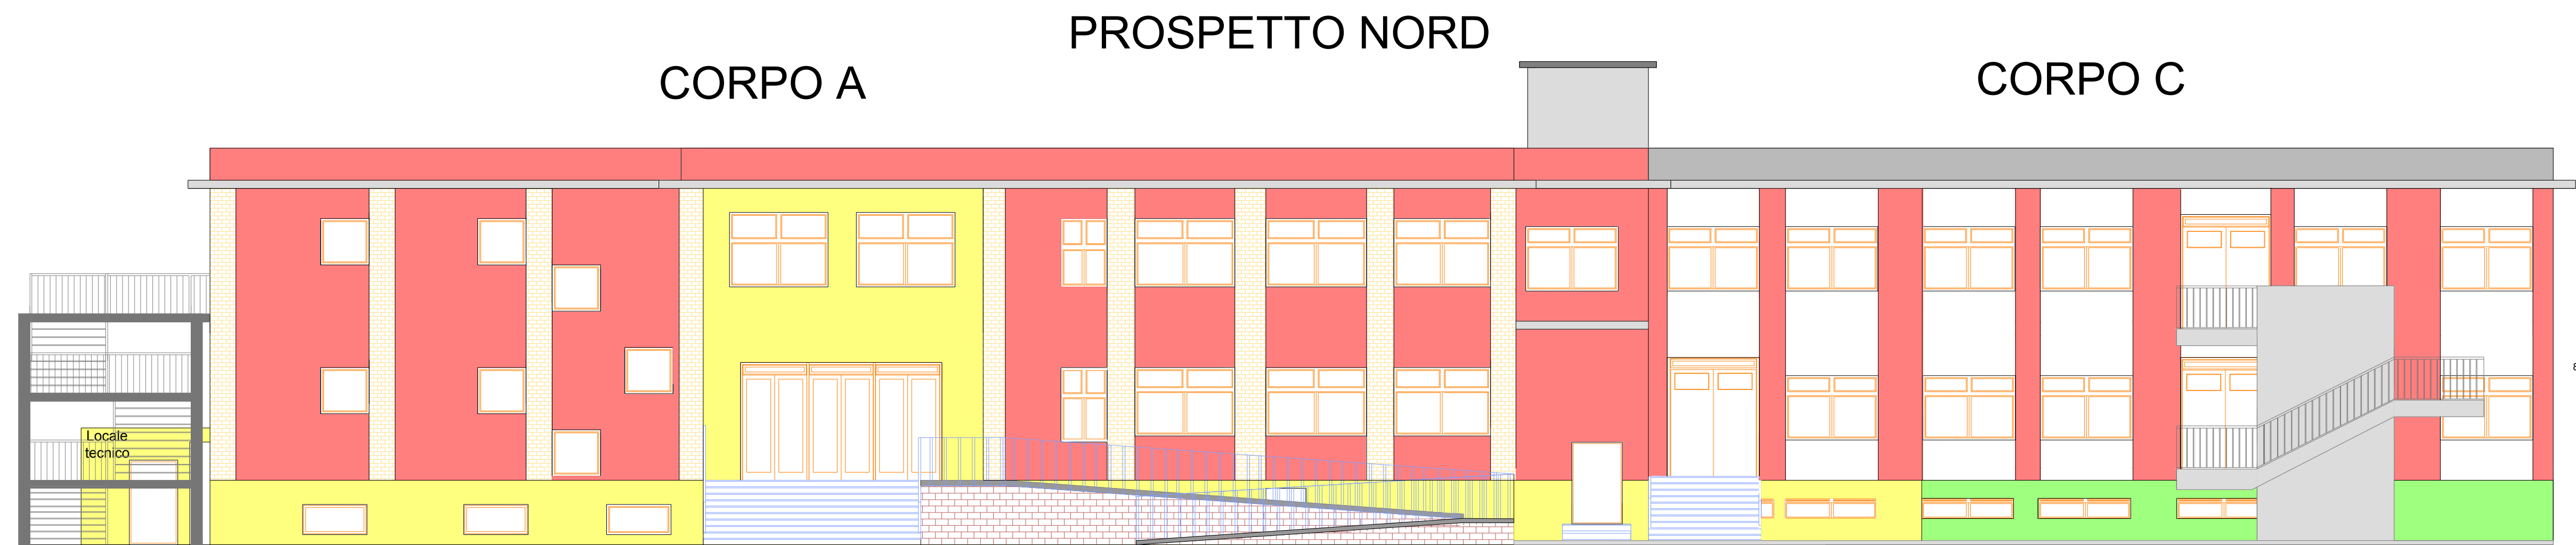 PROSPETTO NORD
CORPO A
CORPO C
Locale
tecnico